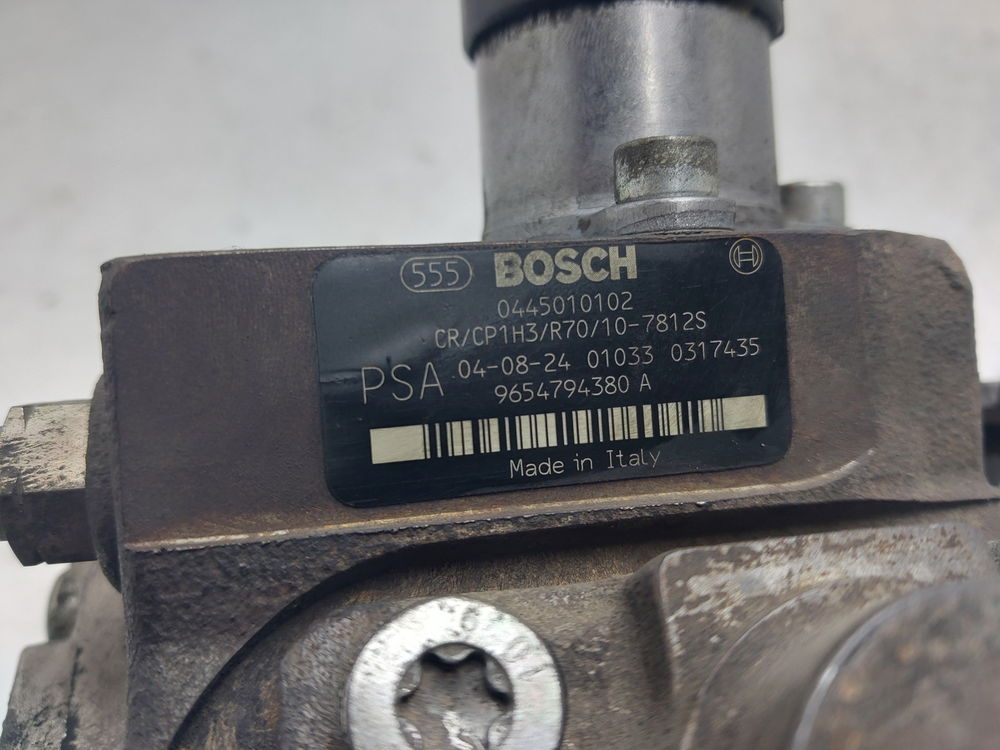 555 BOSCH
0445010102
CR/CP1H3/R70/10-7812S
PSA 04-08-24 01033 0317435
9654794380 A
Made in Italy